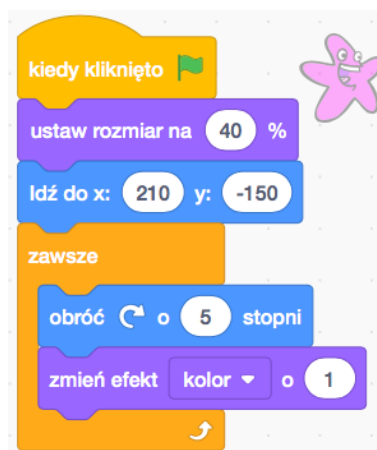 kiedy kliknięto
ustaw rozmiar na 40 %
Idź do x: 210 y: -150
zawsze
obróć o 5 stopni
zmień efekt kolor o 1